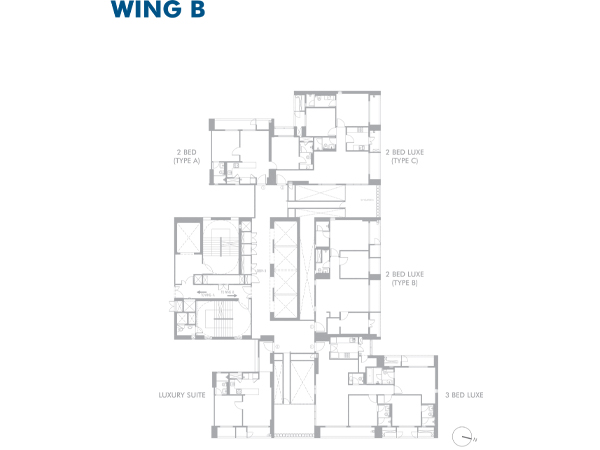 WING B
2 BED
(TYPE A)
2 BED LUXE
(TYPE C)
2 BED LUXE
(TYPE B)
LUXURY SUITE
3 BED LUXE
N